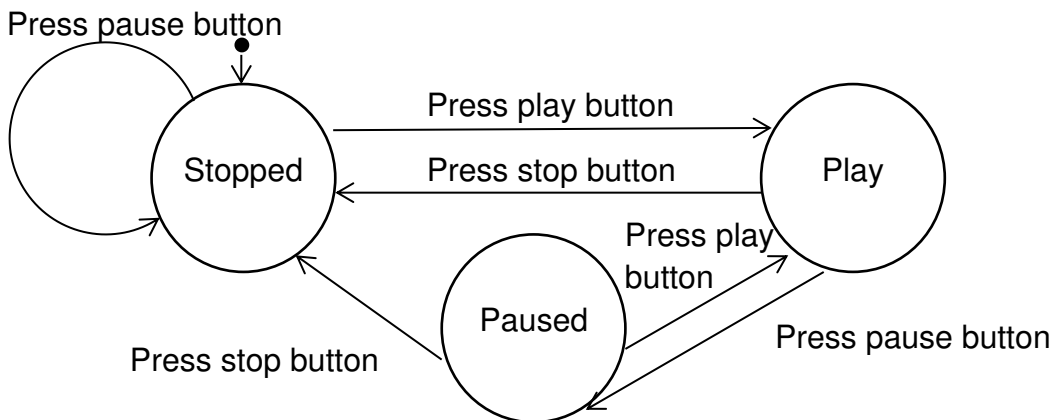 Press pause button
Press play button
Stopped
Press stop button
Play
Press play
button
Paused
Press pause button
Press stop button